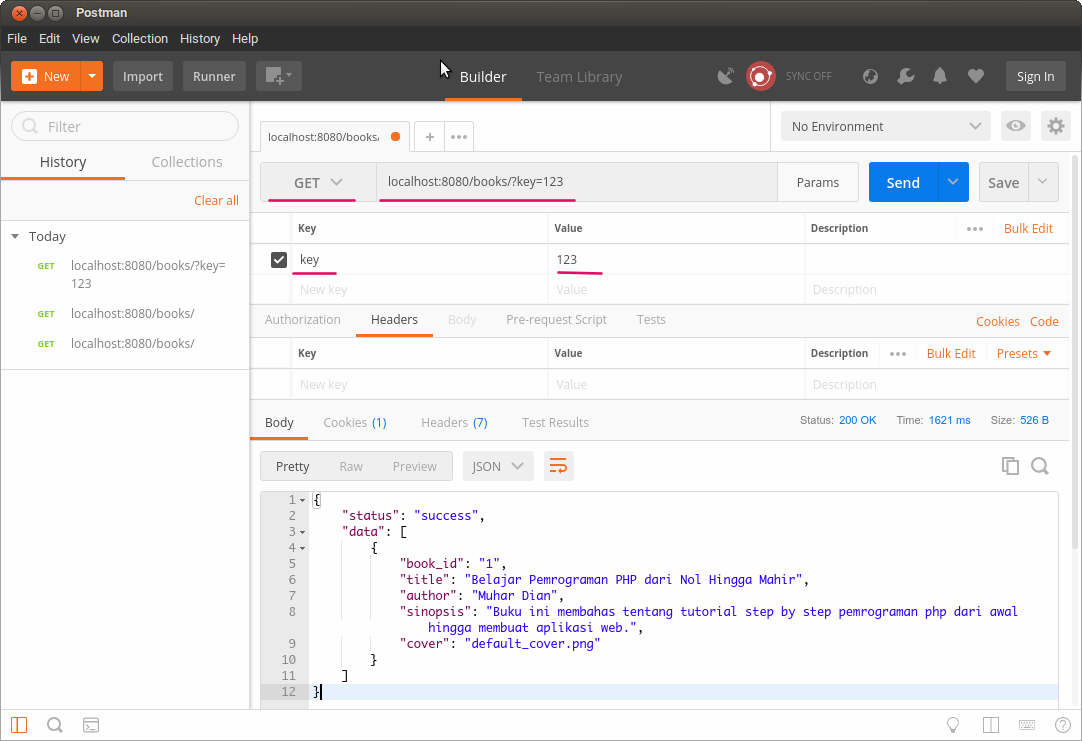 Postman
File Edit View Collection History Help
New Import Runner Builder Team Library SYNC OFF Sign In
Filter
History Collections
Clear all
Today
GET localhost:8080/books/?key=
123
GET localhost:8080/books/
GET localhost:8080/books/
localhost:8080/books/ + ••• No Environment
GET localhost:8080/books/?key=123 Params Send Save
Key Value Description ••• Bulk Edit
key 123
New key Value Description
Authorization Headers Body Pre-request Script Tests Cookies Code
Key Value Description ••• Bulk Edit Presets
New key Value Description
Body Cookies (1) Headers (7) Test Results Status: 200 OK Time: 1621 ms Size: 526 B
Pretty Raw Preview JSON
1 {
2 "status": "success",
3 "data": [
4 {
5 "book_id": "1",
6 "title": "Belajar Pemrograman PHP dari Nol Hingga Mahir",
7 "author": "Muhar Dian",
8 "sinopsis": "Buku ini membahas tentang tutorial step by step pemrograman php dari awal
hingga membuat aplikasi web.",
9 "cover": "default_cover.png"
10 }
11 ]
12 }